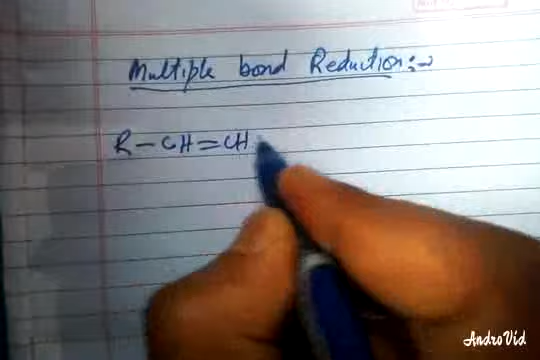 Multiple bond Reduction:→
R-CH=CH
AndroVid